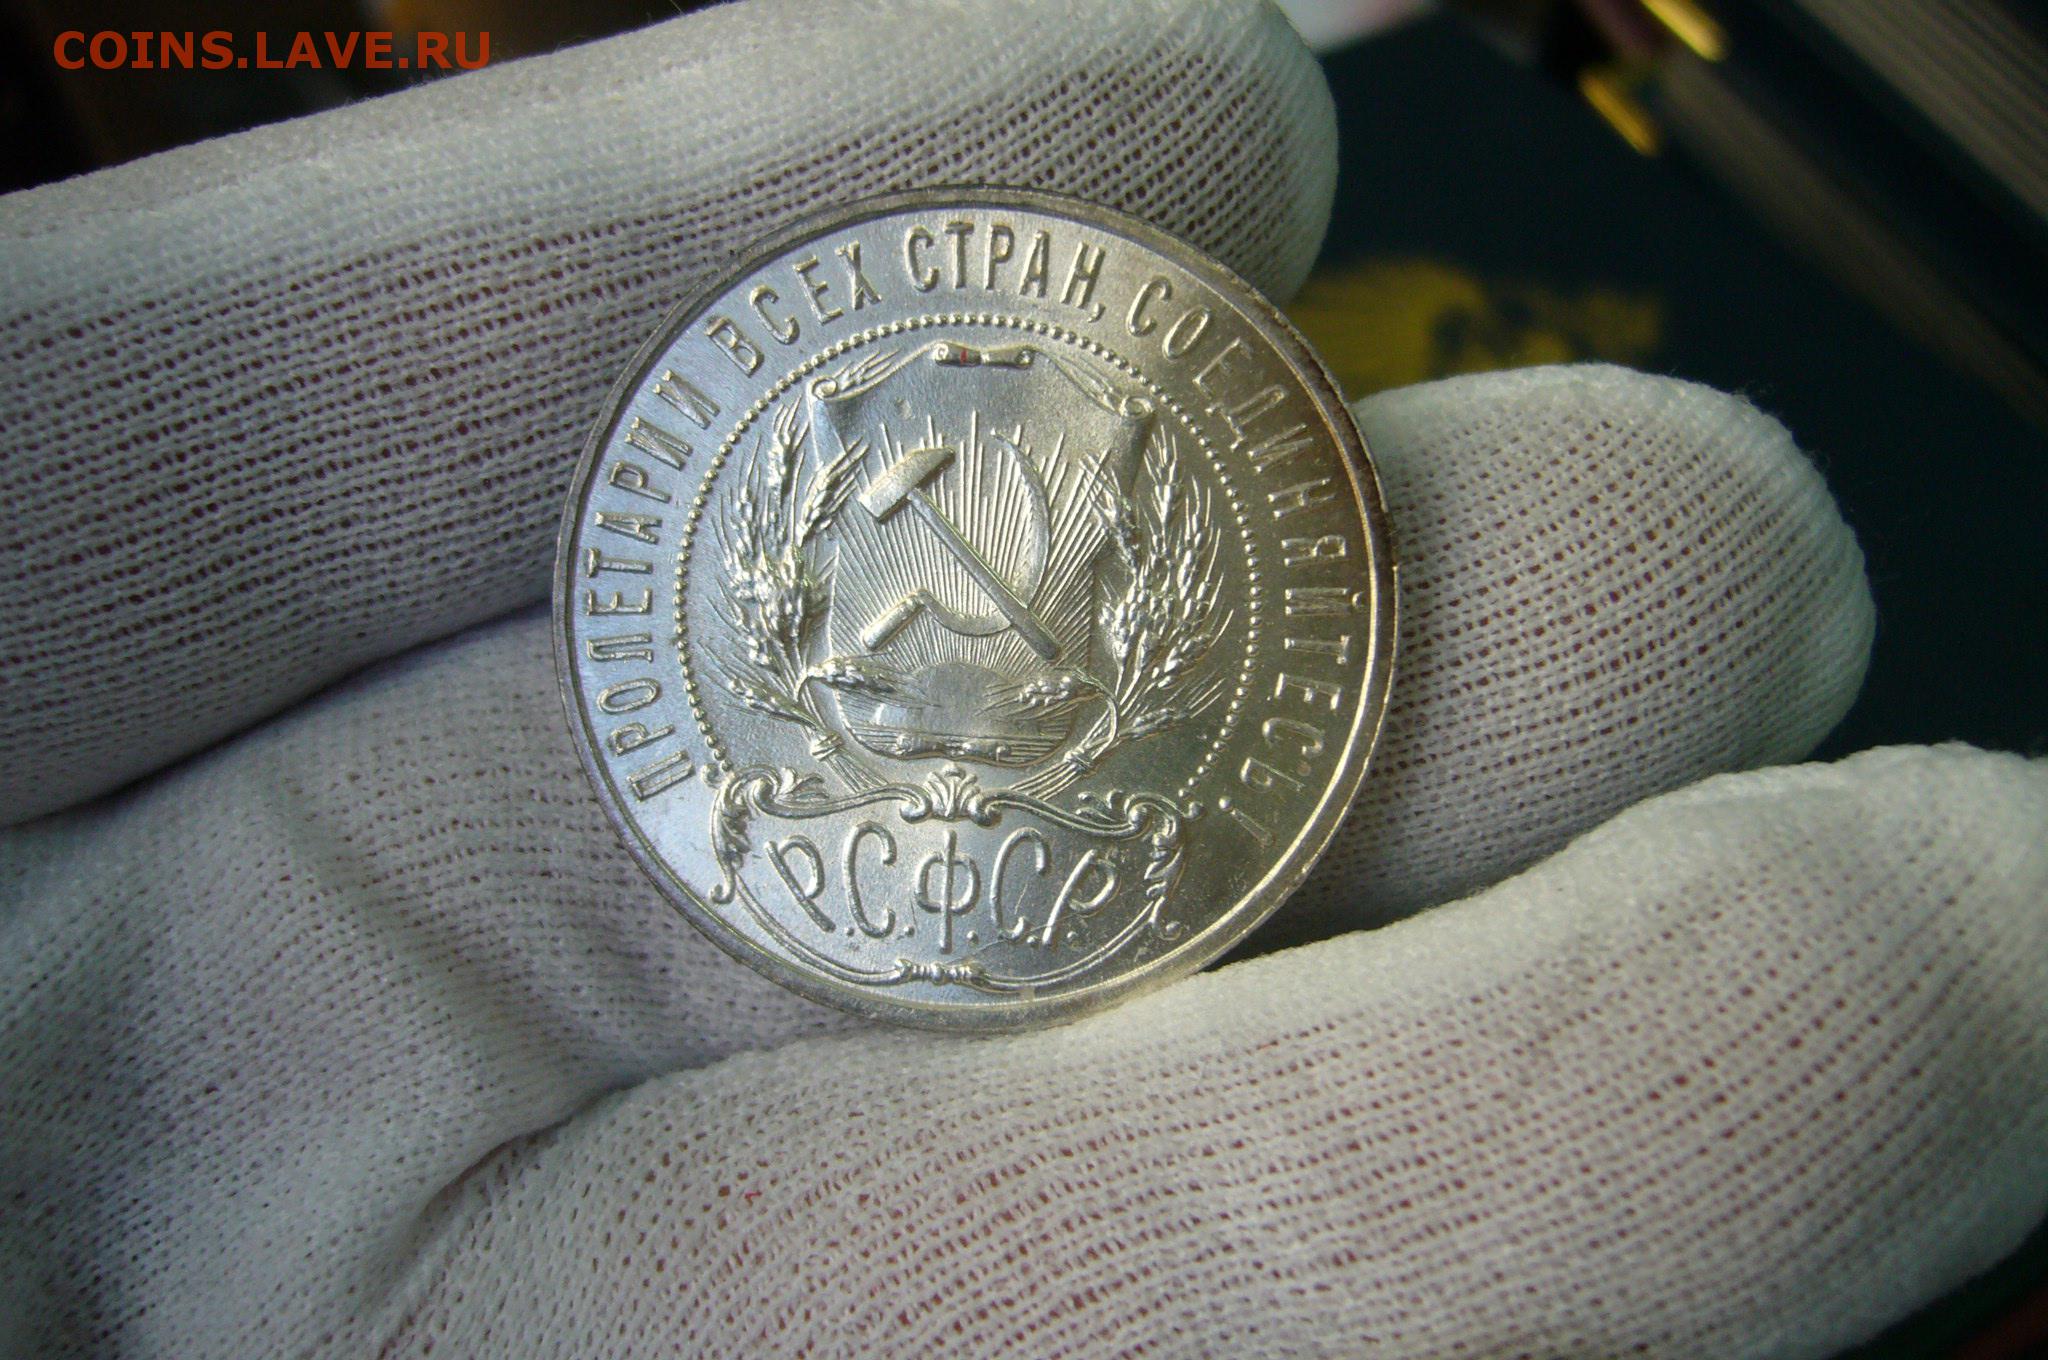 COINS.LAVE.RU
ПРОЛЕТАРИИ ВСЕХ СТРАН, СОЕДИНЯЙТЕСЬ!
Р.С.Ф.С.Р.